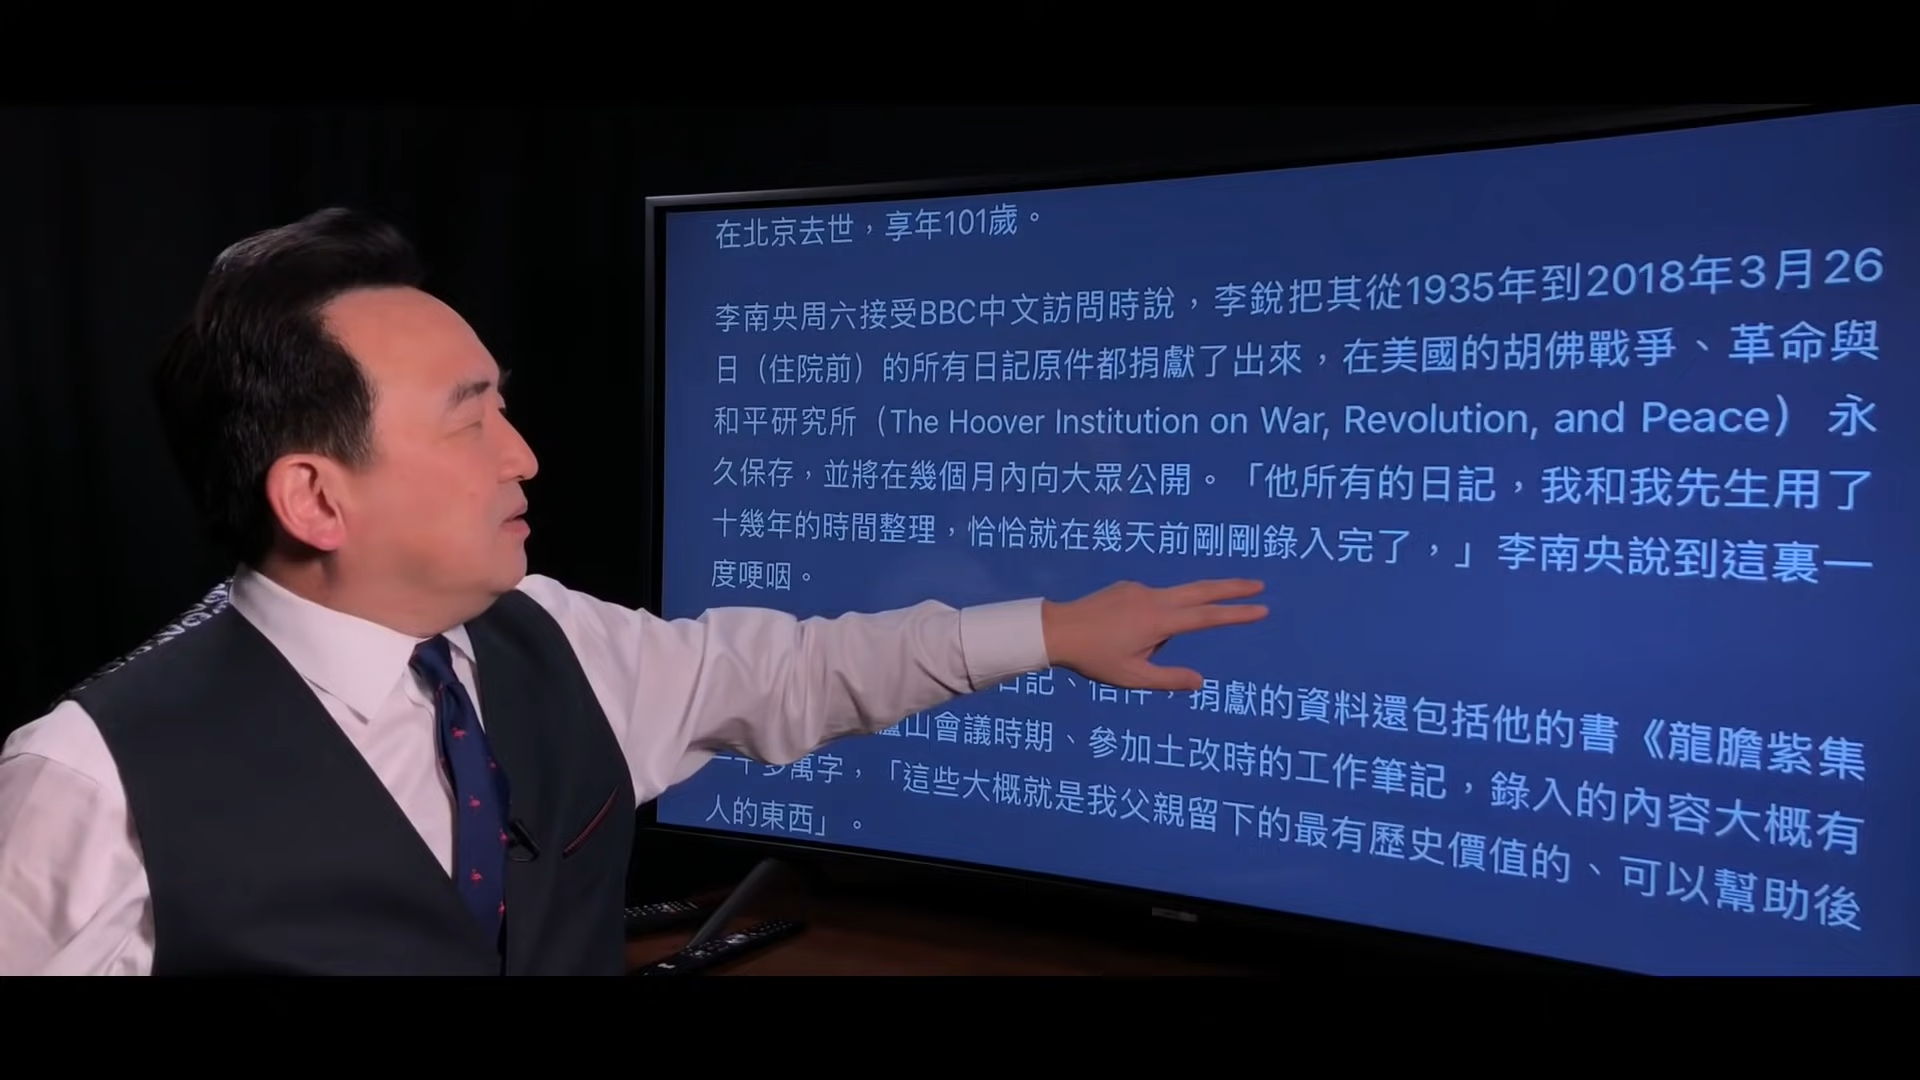 在北京去世，享年101歲。
李南央周六接受BBC中文訪問時說，李銳把其從1935年到2018年3月26
日（住院前）的所有日記原件都捐獻了出來，在美國的胡佛戰爭、革命與
和平研究所（The Hoover Institution on War, Revolution, and Peace） 永
久保存，並將在幾個月內向大眾公開。「他所有的日記，我和我先生用了
十幾年的時間整理，恰恰就在幾天前剛剛錄入完了，」李南央說到這裏一
度哽咽。
日記、信件，捐獻的資料還包括他的書《龍膽紫集
山會議時期、參加土改時的工作筆記，錄入的內容大概有
多萬字，「這些大概就是我父親留下的最有歷史價值的、可以幫助後
人的東西」。